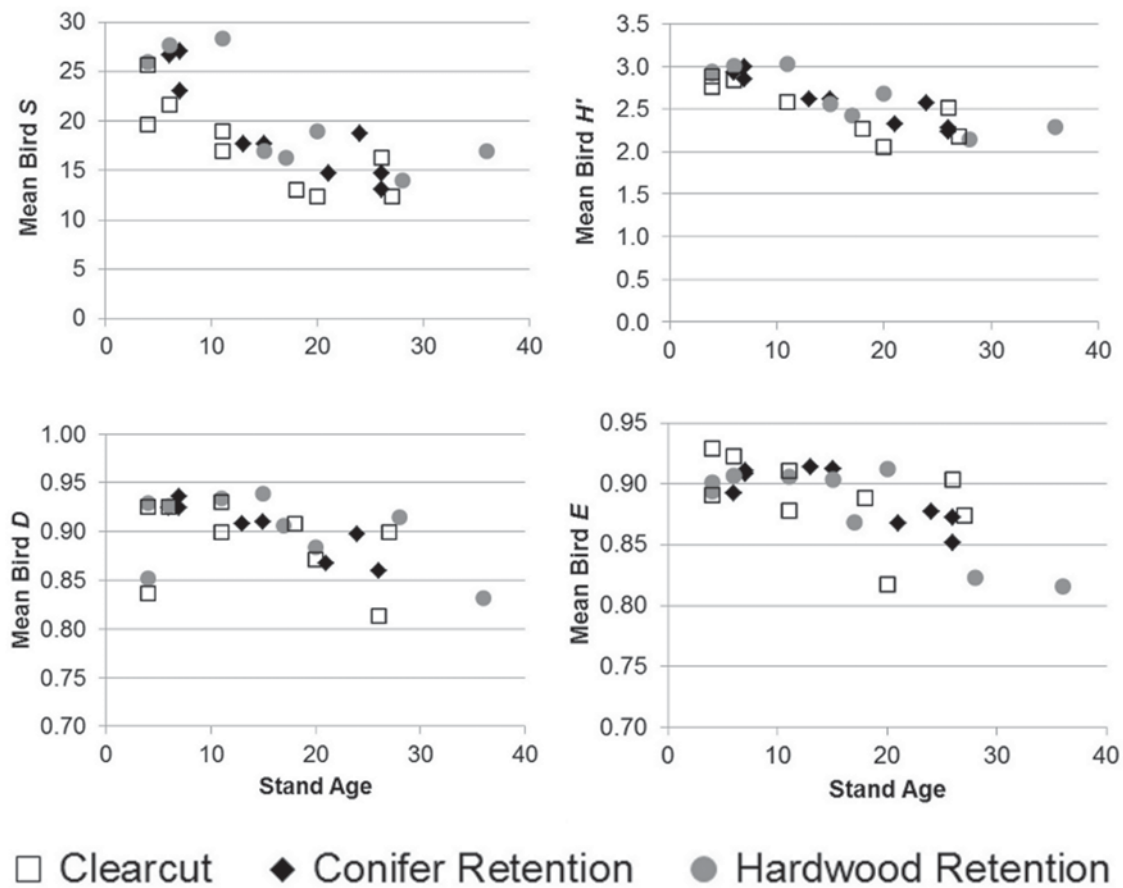 Mean Bird S
30
25
20
15
10
5
0
0 10 20 30 40
Mean Bird H'
3.5
3.0
2.5
2.0
1.5
1.0
0.5
0.0
0 10 20 30 40
Mean Bird D
1.00
0.95
0.90
0.85
0.80
0.75
0.70
0 10 20 30 40
Stand Age
Mean Bird E
0.95
0.90
0.85
0.80
0.75
0.70
0 10 20 30 40
Stand Age
Clearcut Conifer Retention Hardwood Retention